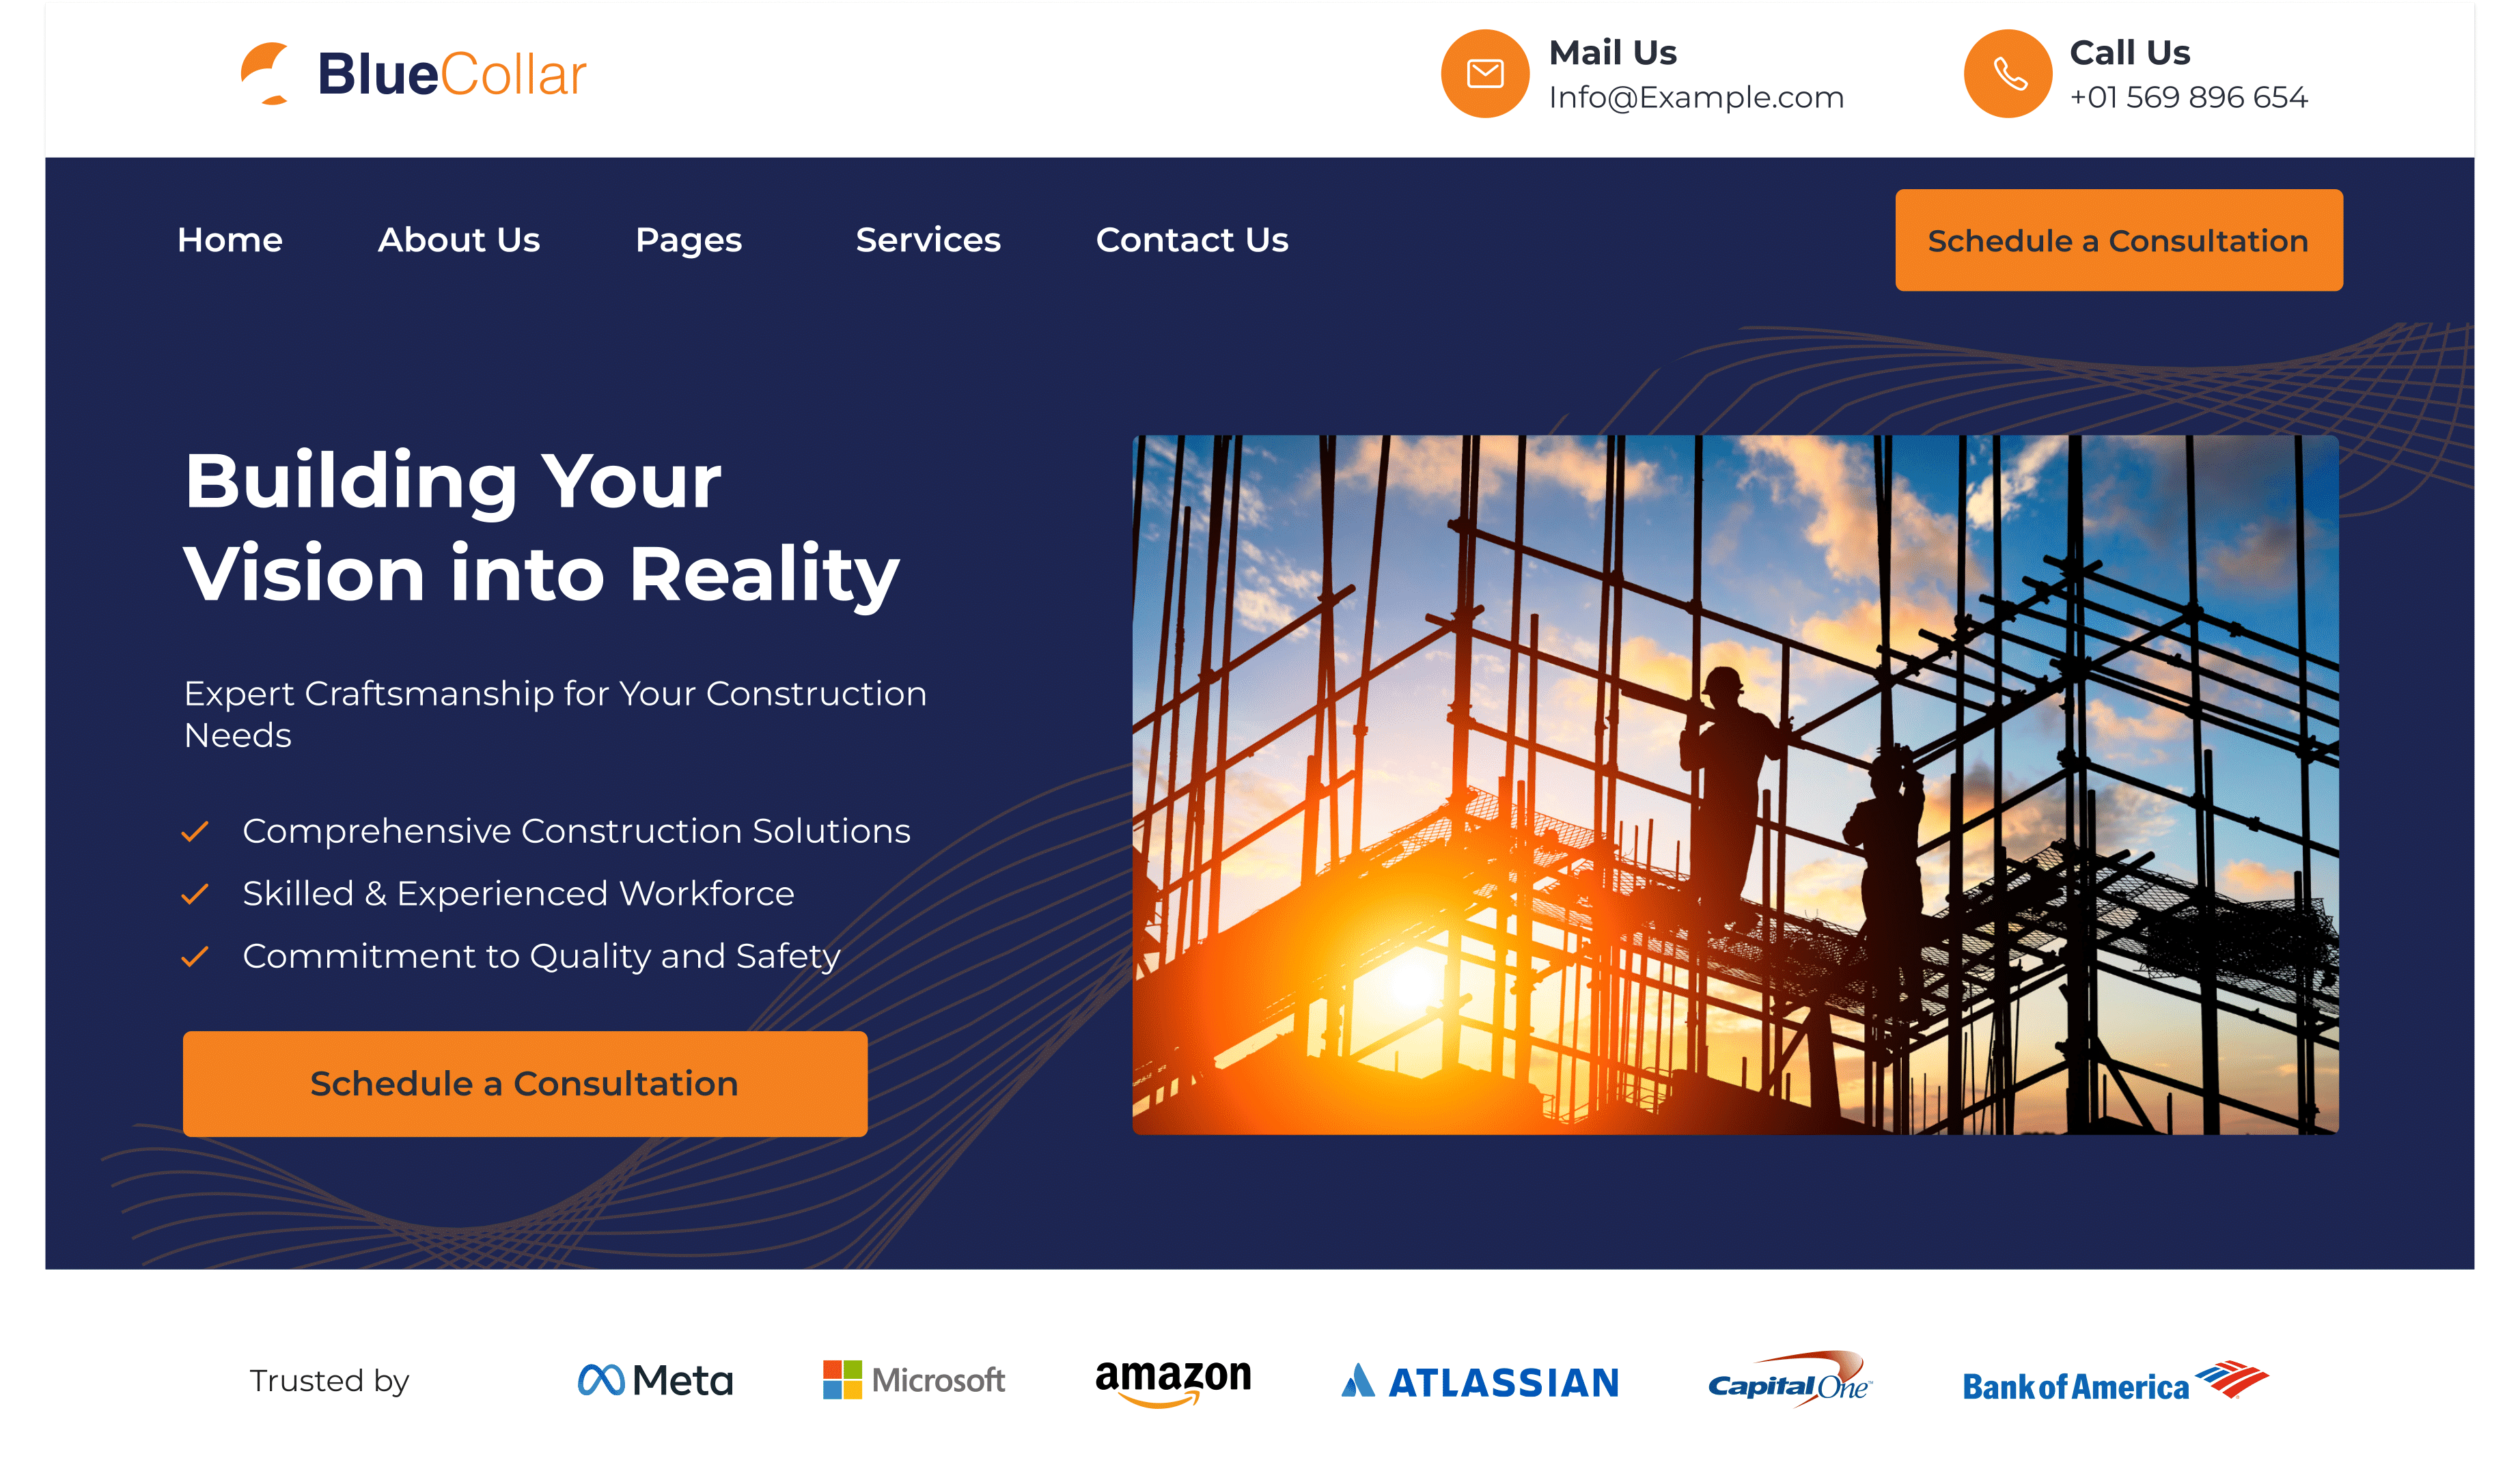 BlueCollar
Mail Us
Info@Example.com
Call Us
+01 569 896 654
Home
About Us
Pages
Services
Contact Us
Schedule a Consultation
Building Your
Vision into Reality
Expert Craftsmanship for Your Construction
Needs
Comprehensive Construction Solutions
Skilled & Experienced Workforce
Commitment to Quality and Safety
Schedule a Consultation
Trusted by
Meta
Microsoft
amazon
ATLASSIAN
CapitalOne™
Bank of America